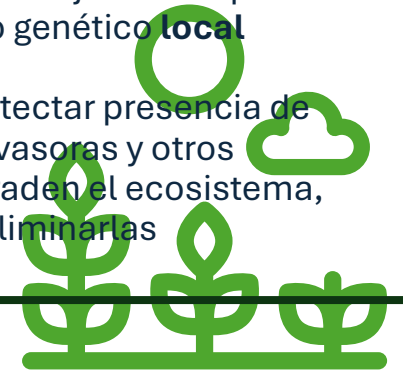 genético local
tectar presencia de
vasoras y otros
aden el ecosistema,
liminarlas